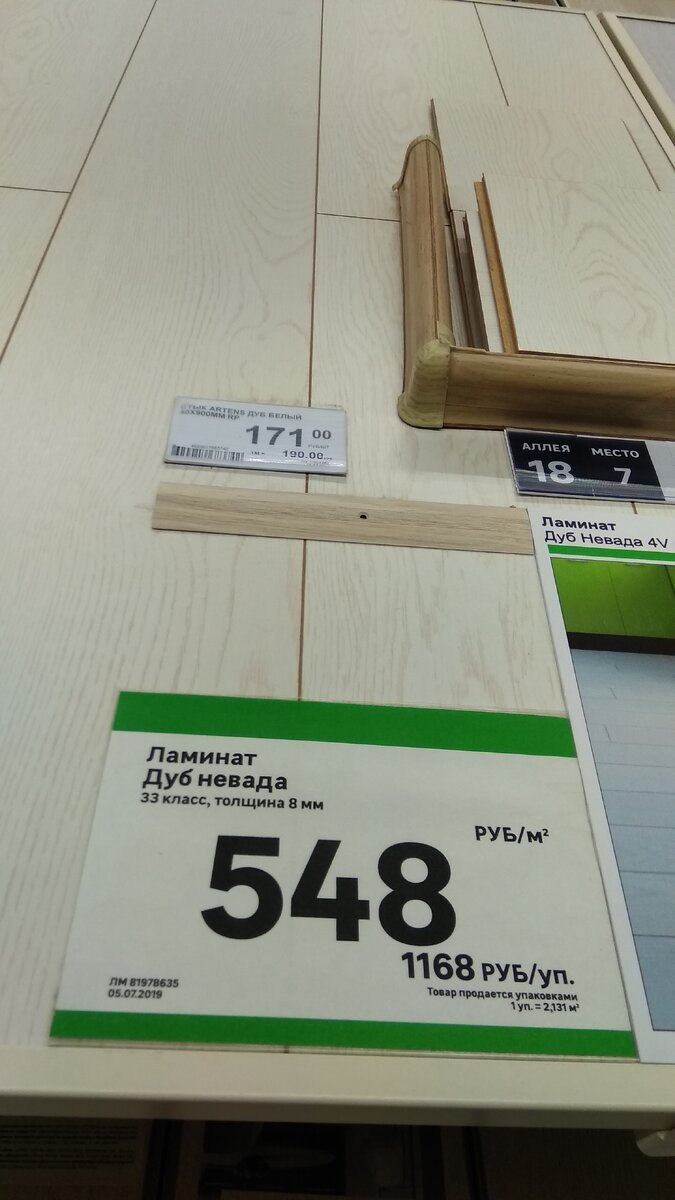 СТЫК ARTENS ДУБ БЕЛЫЙ
171 00
190.00
АЛЛЕЯ МЕСТО
18 7
Ламинат
Дуб Невада 4V
Ламинат
Дуб невада
33 класс, толщина 8 мм
РУБ/м²
548
1168 РУБ/уп.
Товар продается упаковками
1 уп. = 2,131 м²
ЛМ 81978635
05.07.2019